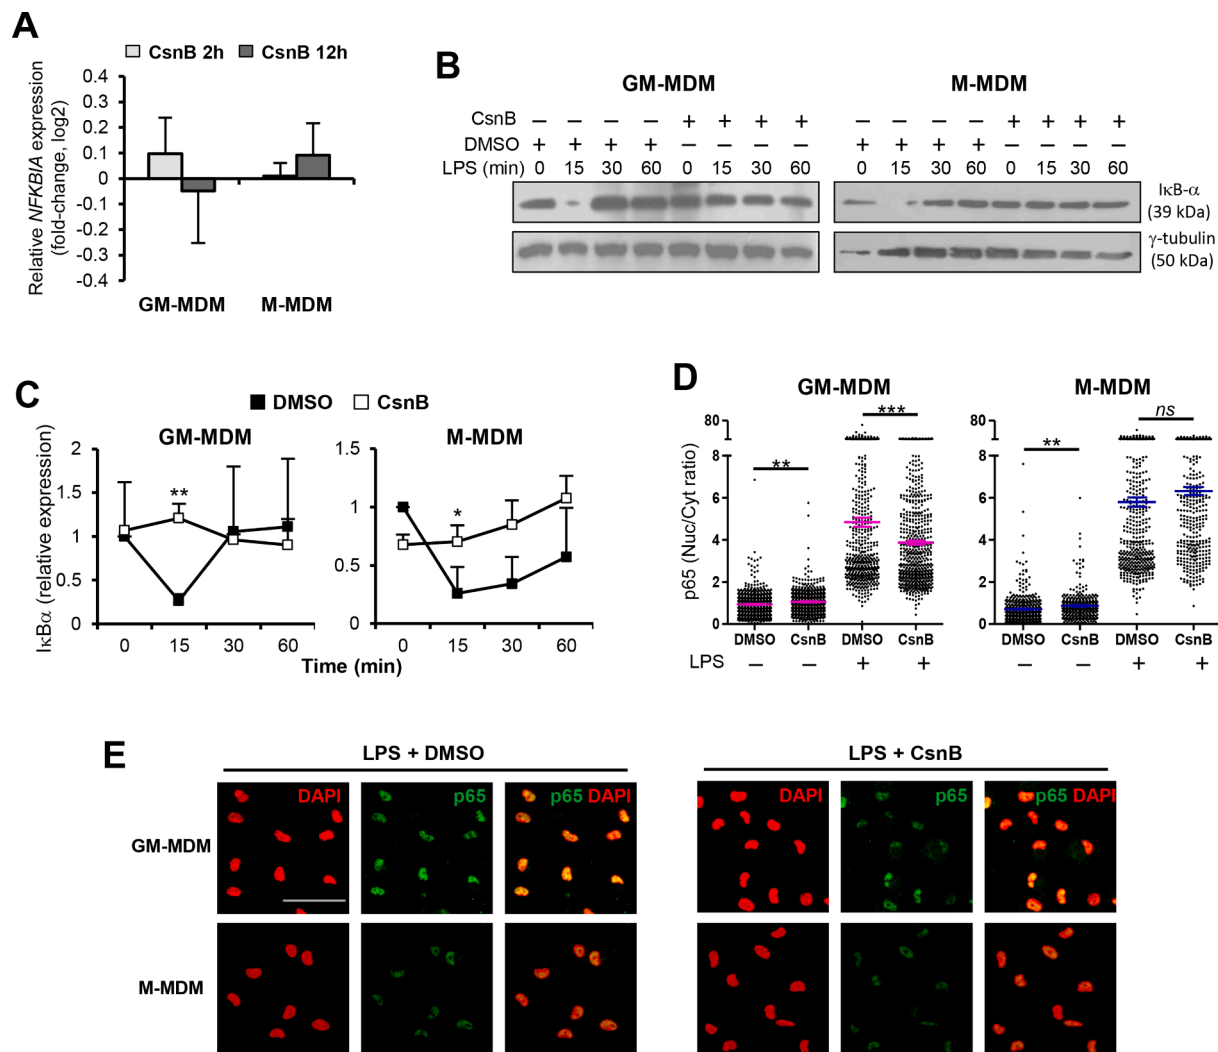 A
CsnB 2h CsnB 12h
Relative NFKBIA expression
(fold-change, log2)
0.4
0.3
0.2
0.1
0
-0.1
-0.2
-0.3
-0.4
GM-MDM M-MDM
B
GM-MDM M-MDM
CsnB − − − − + + + + − − − − + + + +
DMSO + + + + − − − − + + + + − − − −
LPS (min) 0 15 30 60 0 15 30 60 0 15 30 60 0 15 30 60
IκB-α
(39 kDa)
γ-tubulin
(50 kDa)
C
DMSO CsnB
GM-MDM M-MDM
IκBα (relative expression)
2
1.5
1
0.5
0
**
0 15 30 60
1.5
1
0.5
0
*
0 15 30 60
Time (min)
D
GM-MDM M-MDM
p65 (Nuc/Cyt ratio)
80
8
6
4
2
0
** ***
DMSO CsnB DMSO CsnB
LPS − − + +
80
8
6
4
2
0
** ns
DMSO CsnB DMSO CsnB
− − + +
E
LPS + DMSO LPS + CsnB
GM-MDM
DAPI p65 p65 DAPI DAPI p65 p65 DAPI
M-MDM